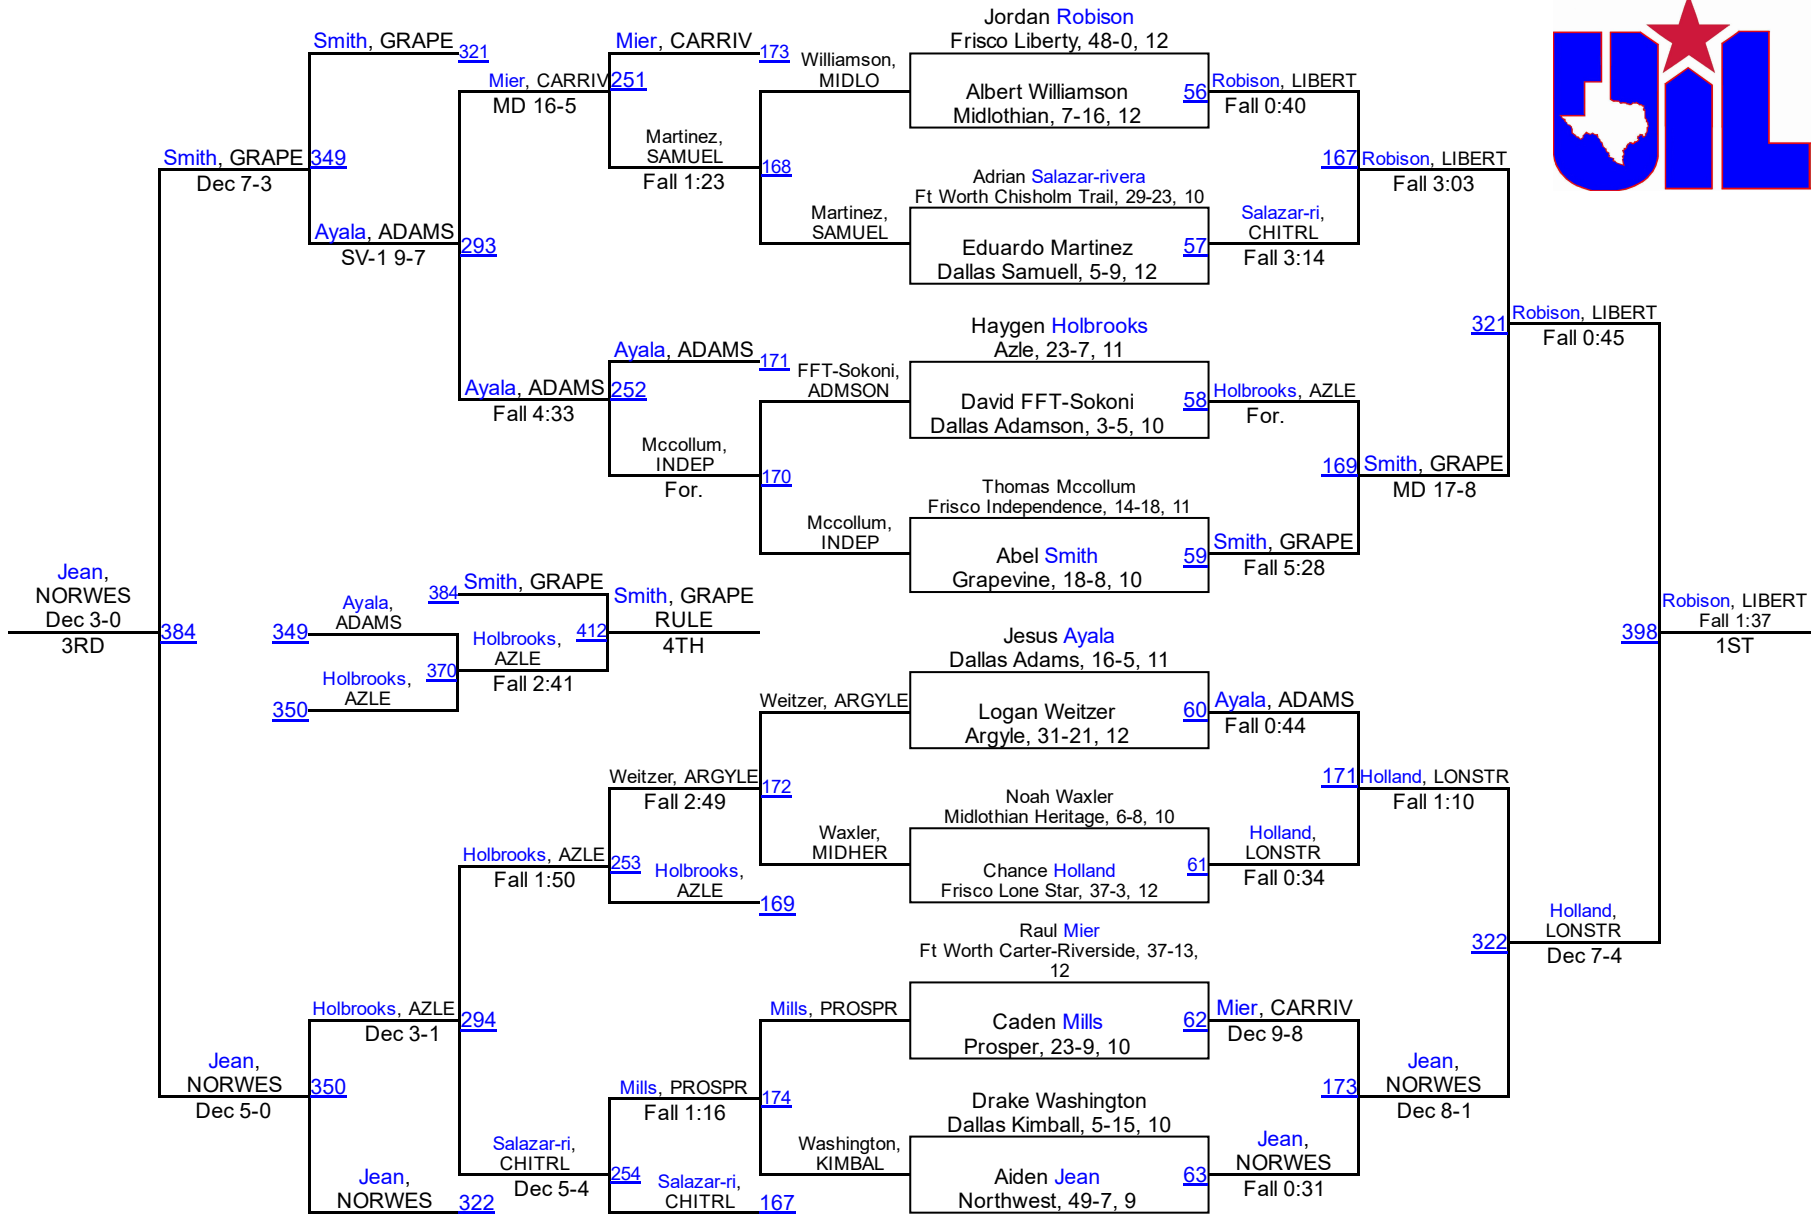 Smith, GRAPE
321
Mier, CARRIV
MD 16-5
Mier, CARRIV
173
251
Martinez,
SAMUEL
Fall 1:23
168
Williamson,
MIDLO
Martinez,
SAMUEL
Smith, GRAPE
349
Dec 7-3
Ayala, ADAMS
SV-1 9-7
293
Ayala, ADAMS
Fall 4:33
Ayala, ADAMS
171
252
Mccollum,
INDEP
For.
170
FFT-Sokoni,
ADMSON
Mccollum,
INDEP
Jordan Robison
Frisco Liberty, 48-0, 12
Albert Williamson
Midlothian, 7-16, 12
56
Robison, LIBERT
Fall 0:40
Adrian Salazar-rivera
Ft Worth Chisholm Trail, 29-23, 10
Eduardo Martinez
Dallas Samuell, 5-9, 12
57
Salazar-ri,
CHITRL
Fall 3:14
167
Robison, LIBERT
Fall 3:03
Haygen Holbrooks
Azle, 23-7, 11
David FFT-Sokoni
Dallas Adamson, 3-5, 10
58
Holbrooks, AZLE
For.
Thomas Mccollum
Frisco Independence, 14-18, 11
Abel Smith
Grapevine, 18-8, 10
59
Smith, GRAPE
Fall 5:28
169
Smith, GRAPE
MD 17-8
321
Robison, LIBERT
Fall 0:45
UIL
Jean,
NORWES
Dec 3-0
3RD
384
349
Ayala,
ADAMS
350
Holbrooks,
AZLE
370
Holbrooks,
AZLE
Fall 2:41
384
Smith, GRAPE
412
Smith, GRAPE
RULE
4TH
398
Robison, LIBERT
Fall 1:37
1ST
Jesus Ayala
Dallas Adams, 16-5, 11
Logan Weitzer
Argyle, 31-21, 12
60
Ayala, ADAMS
Fall 0:44
Noah Waxler
Midlothian Heritage, 6-8, 10
Chance Holland
Frisco Lone Star, 37-3, 12
61
Holland,
LONSTR
Fall 0:34
171
Holland, LONSTR
Fall 1:10
Raul Mier
Ft Worth Carter-Riverside, 37-13,
12
Caden Mills
Prosper, 23-9, 10
62
Mier, CARRIV
Dec 9-8
Drake Washington
Dallas Kimball, 5-15, 10
Aiden Jean
Northwest, 49-7, 9
63
Jean,
NORWES
Fall 0:31
173
Jean,
NORWES
Dec 8-1
322
Holland,
LONSTR
Dec 7-4
Weitzer, ARGYLE
Waxler,
MIDHER
172
Weitzer, ARGYLE
Fall 2:49
Holbrooks,
AZLE
169
253
Holbrooks, AZLE
Fall 1:50
Mills, PROSPR
Washington,
KIMBAL
174
Mills, PROSPR
Fall 1:16
Salazar-ri,
CHITRL
167
254
Salazar-ri,
CHITRL
Dec 5-4
294
Holbrooks, AZLE
Dec 3-1
Jean,
NORWES
322
350
Jean,
NORWES
Dec 5-0